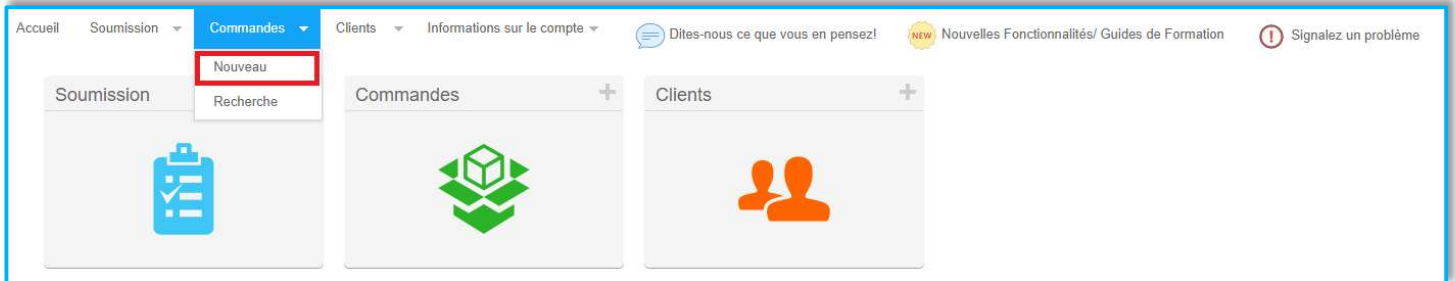 Accueil Soumission Commandes Clients Informations sur le compte Dites-nous ce que vous en pensez! NEW Nouvelles Fonctionnalités/ Guides de Formation Signalez un problème
Nouveau
Recherche
Soumission Commandes Clients